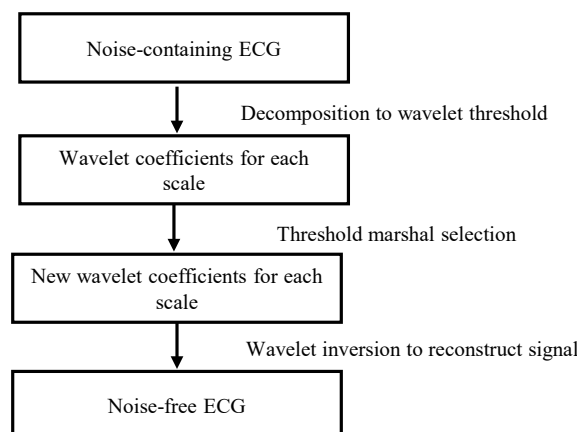 Noise-containing ECG
Decomposition to wavelet threshold
Wavelet coefficients for each
scale
Threshold marshal selection
New wavelet coefficients for each
scale
Wavelet inversion to reconstruct signal
Noise-free ECG